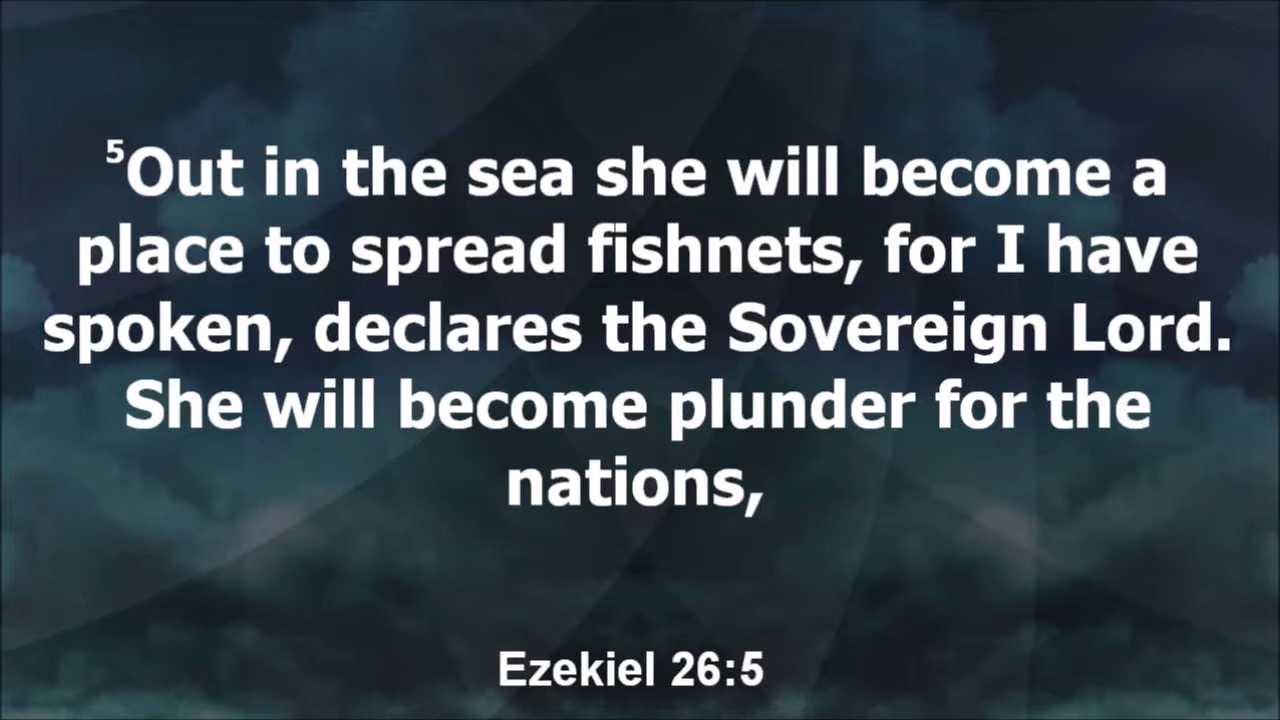 ⁵Out in the sea she will become a
place to spread fishnets, for I have
spoken, declares the Sovereign Lord.
She will become plunder for the
nations,
Ezekiel 26:5